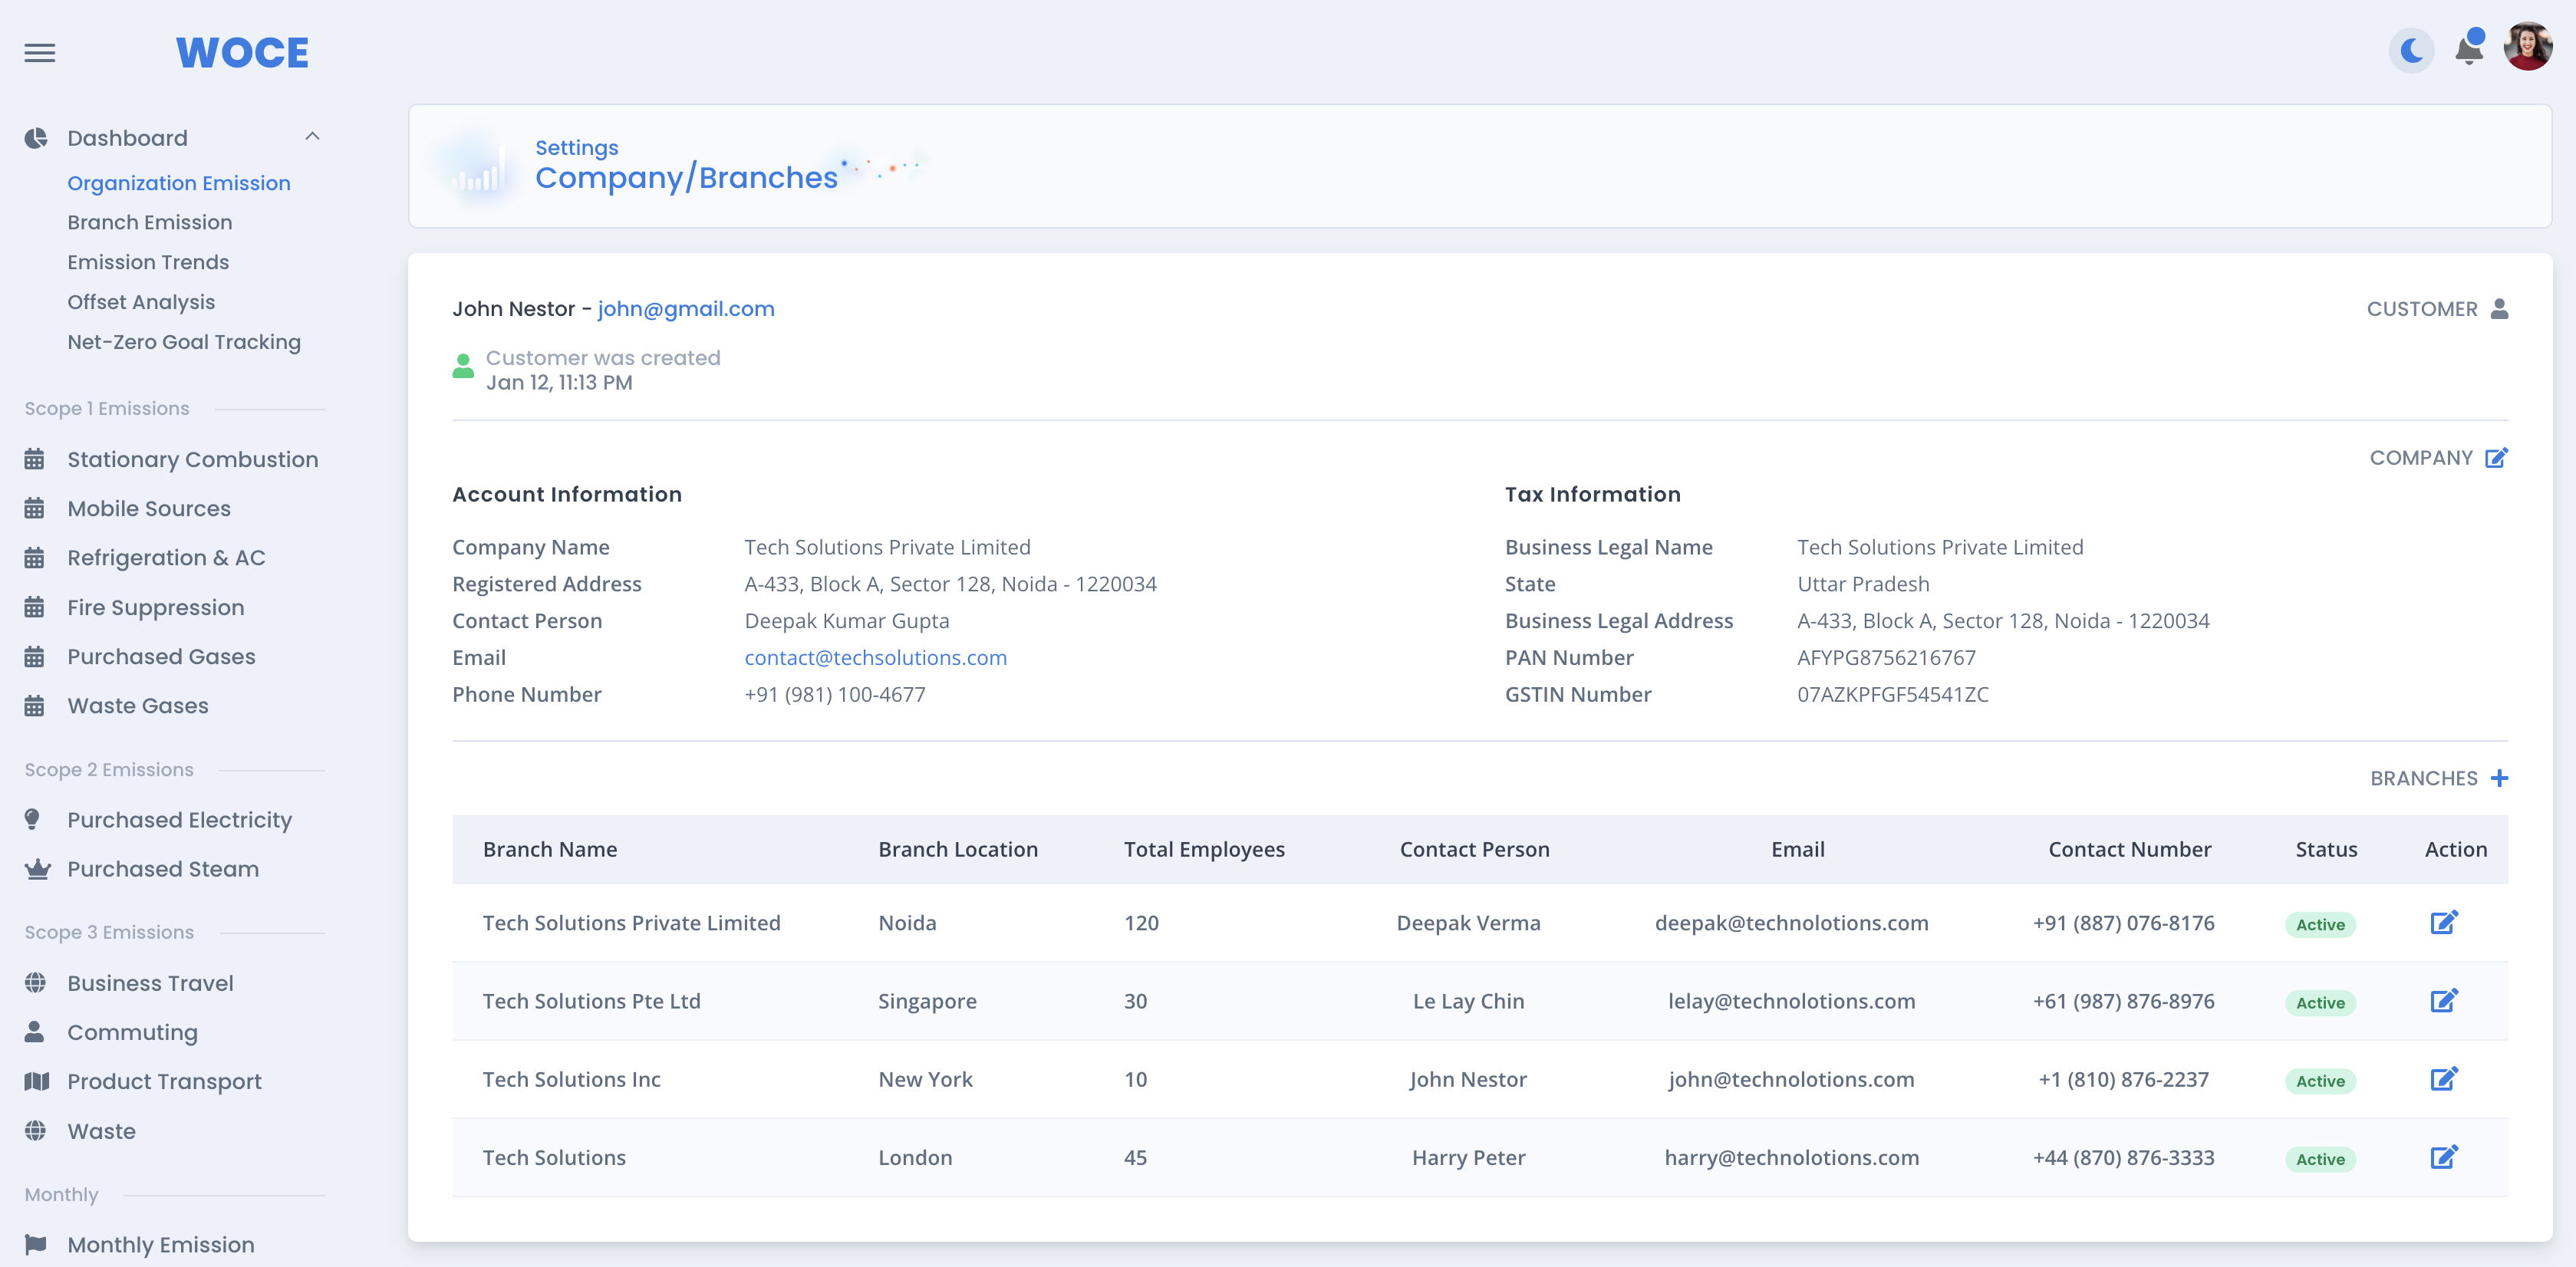 WOCE
Dashboard
Organization Emission
Branch Emission
Emission Trends
Offset Analysis
Net-Zero Goal Tracking
Scope 1 Emissions
Stationary Combustion
Mobile Sources
Refrigeration & AC
Fire Suppression
Purchased Gases
Waste Gases
Scope 2 Emissions
Purchased Electricity
Purchased Steam
Scope 3 Emissions
Business Travel
Commuting
Product Transport
Waste
Monthly
Monthly Emission
Settings
Company/Branches
John Nestor - john@gmail.com CUSTOMER
Customer was created
Jan 12, 11:13 PM
COMPANY
Account Information
Company Name Tech Solutions Private Limited
Registered Address A-433, Block A, Sector 128, Noida - 1220034
Contact Person Deepak Kumar Gupta
Email contact@techsolutions.com
Phone Number +91 (981) 100-4677
Tax Information
Business Legal Name Tech Solutions Private Limited
State Uttar Pradesh
Business Legal Address A-433, Block A, Sector 128, Noida - 1220034
PAN Number AFYPG8756216767
GSTIN Number 07AZKPFGF54541ZC
BRANCHES
Branch Name Branch Location Total Employees Contact Person Email Contact Number Status Action
Tech Solutions Private Limited Noida 120 Deepak Verma deepak@technolotions.com +91 (887) 076-8176 Active
Tech Solutions Pte Ltd Singapore 30 Le Lay Chin lelay@technolotions.com +61 (987) 876-8976 Active
Tech Solutions Inc New York 10 John Nestor john@technolotions.com +1 (810) 876-2237 Active
Tech Solutions London 45 Harry Peter harry@technolotions.com +44 (870) 876-3333 Active